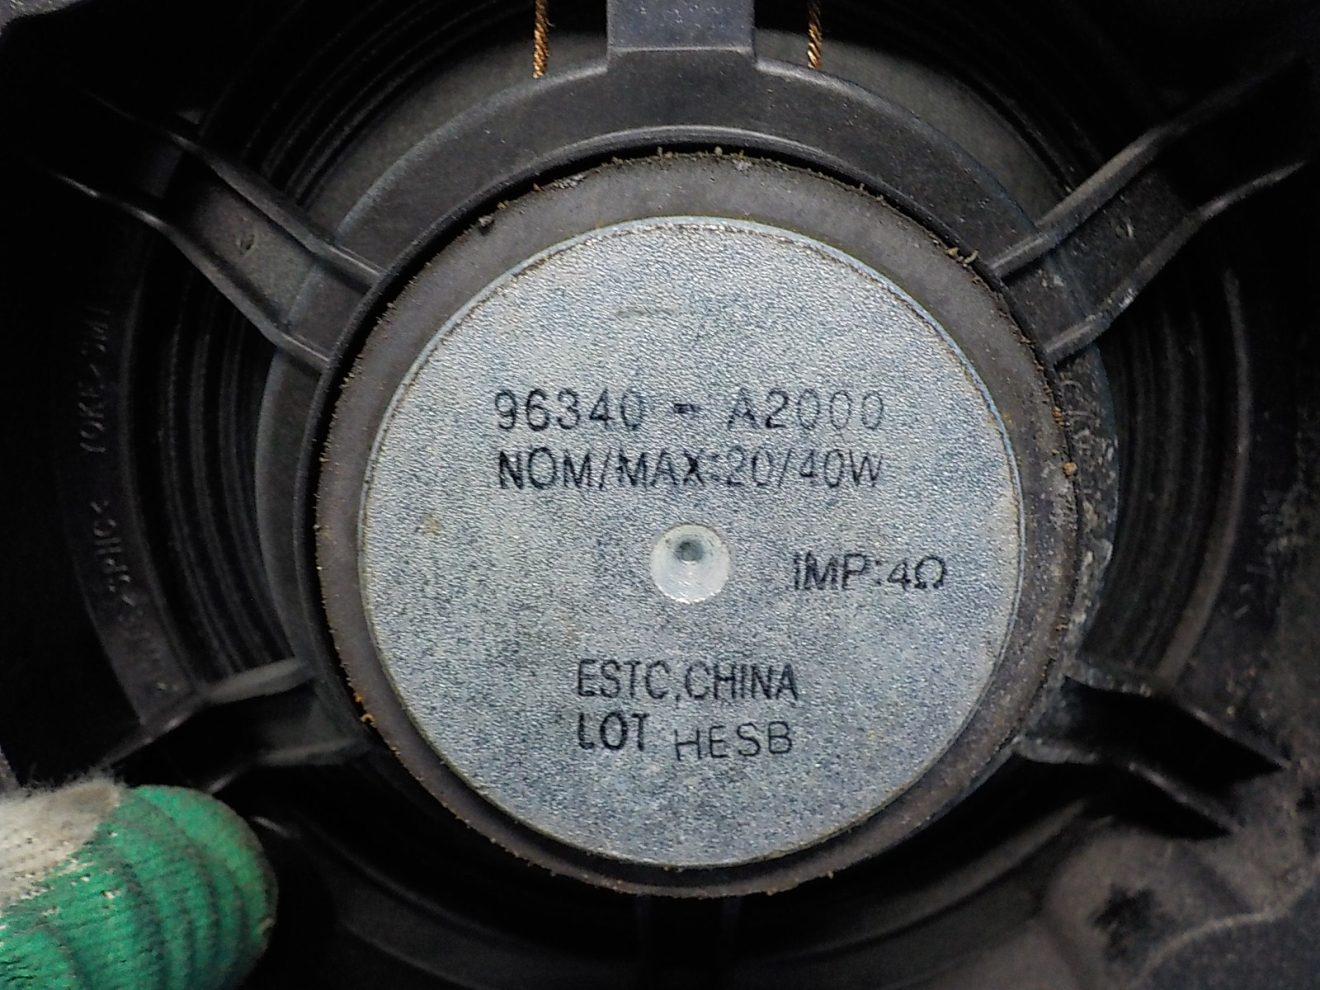 96340 - A2000
NOM/MAX:20/40W
IMP:4Ω
ESTC,CHINA
LOT HESB